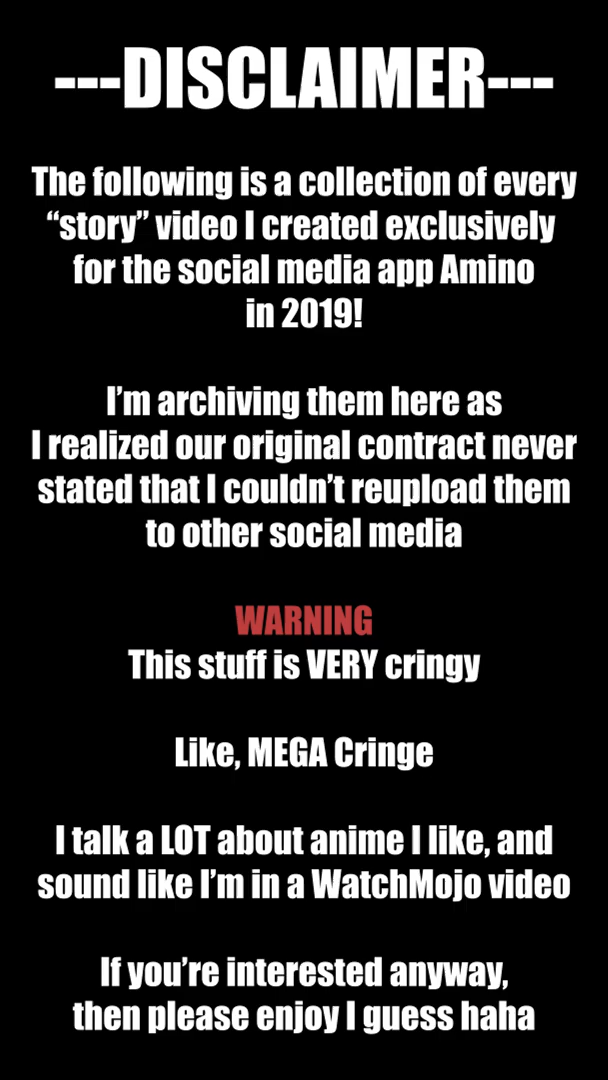 ---DISCLAIMER---
The following is a collection of every
“story” video I created exclusively
for the social media app Amino
in 2019!
I’m archiving them here as
I realized our original contract never
stated that I couldn’t reupload them
to other social media
WARNING
This stuff is VERY cringy
Like, MEGA Cringe
I talk a LOT about anime I like, and
sound like I’m in a WatchMojo video
If you’re interested anyway,
then please enjoy I guess haha